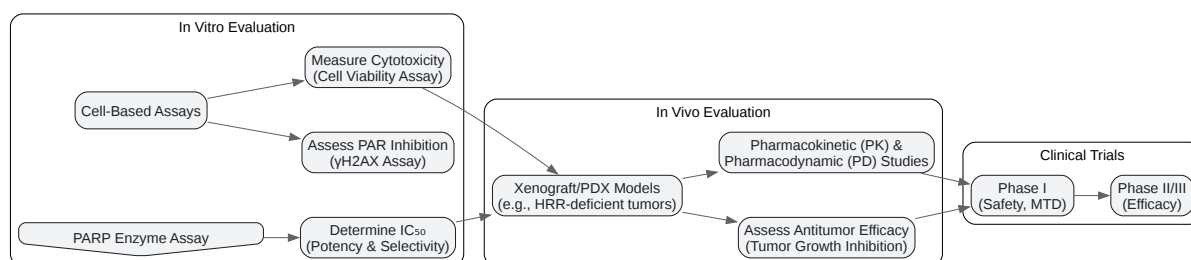 In Vitro Evaluation
Measure Cytotoxicity
(Cell Viability Assay)
Cell-Based Assays
Assess PAR Inhibition
(γH2AX Assay)
PARP Enzyme Assay
Determine IC₅₀
(Potency & Selectivity)
In Vivo Evaluation
Pharmacokinetic (PK) &
Pharmacodynamic (PD) Studies
Xenograft/PDX Models
(e.g., HRR-deficient tumors)
Assess Antitumor Efficacy
(Tumor Growth Inhibition)
Clinical Trials
Phase I
(Safety, MTD)
Phase II/III
(Efficacy)